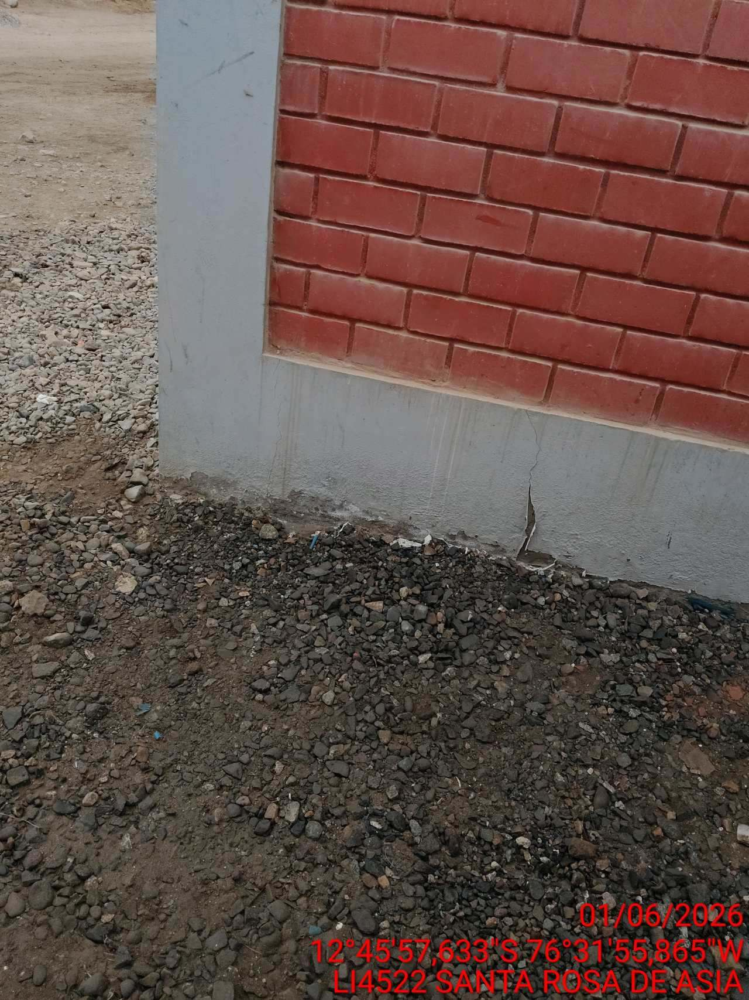 01/06/2026
12°45'57,633"S 76°31'55,865"W
LI4522 SANTA ROSA DE ASIA